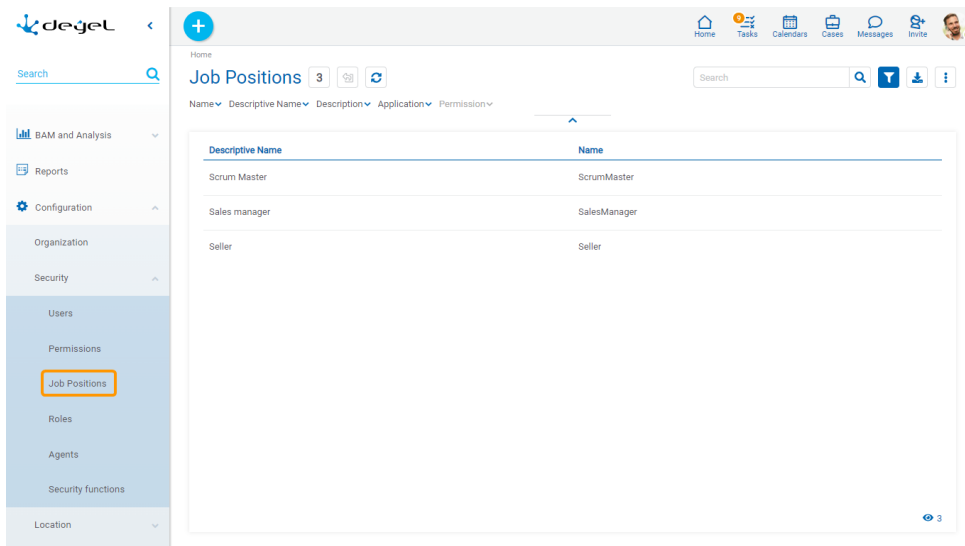 deyel
Search
BAM and Analysis
Reports
Configuration
Organization
Security
Users
Permissions
Job Positions
Roles
Agents
Security functions
Location
9
Home Tasks Calendars Cases Messages Invite
Home
Job Positions 3
Search
Name Descriptive Name Description Application Permission
Descriptive Name Name
Scrum Master ScrumMaster
Sales manager SalesManager
Seller Seller
3